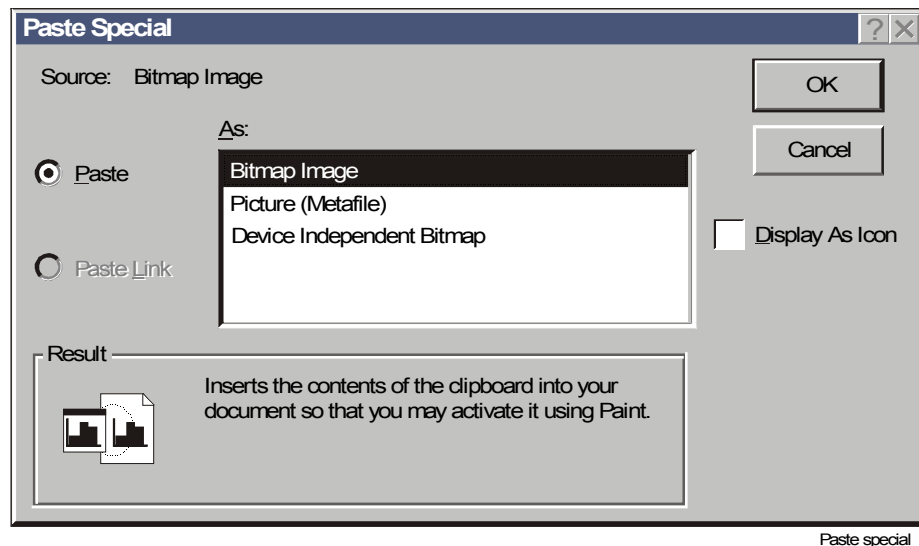 Paste Special
?
Source: Bitmap Image
OK
As:
Cancel
Paste
Bitmap Image
Picture (Metafile)
Device Independent Bitmap
Display As Icon
Paste Link
Result
Inserts the contents of the clipboard into your
document so that you may activate it using Paint.
Paste special